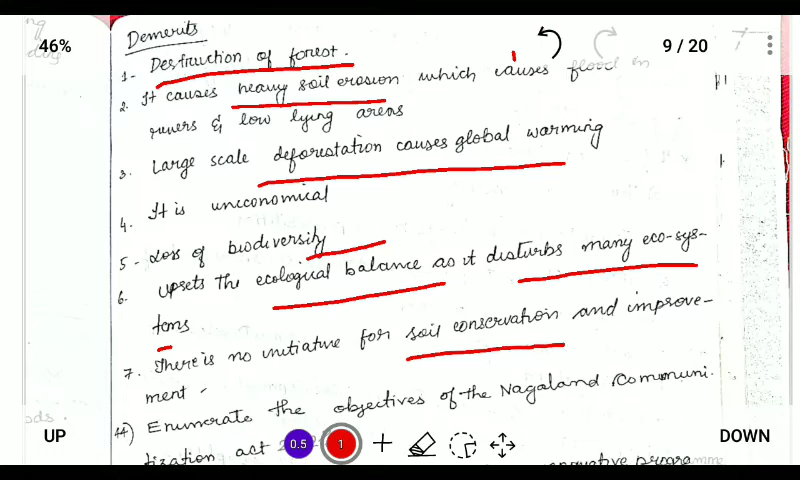 46%
9 / 20
Demerits
1- Destruction of forest.
2. It causes heavy soil erosion which causes flood in
rivers & low lying areas
3. Large scale deforestation causes global warming
4. It is uneconomical
5- Loss of biodiversity
6. upsets the ecological balance as it disturbs many eco-sys-
tems
7. There is no initiative for soil conservation and improve-
ment -
44) Enumerate the objectives of the Nagaland Communi.
UP
0.5
1
DOWN
tization act